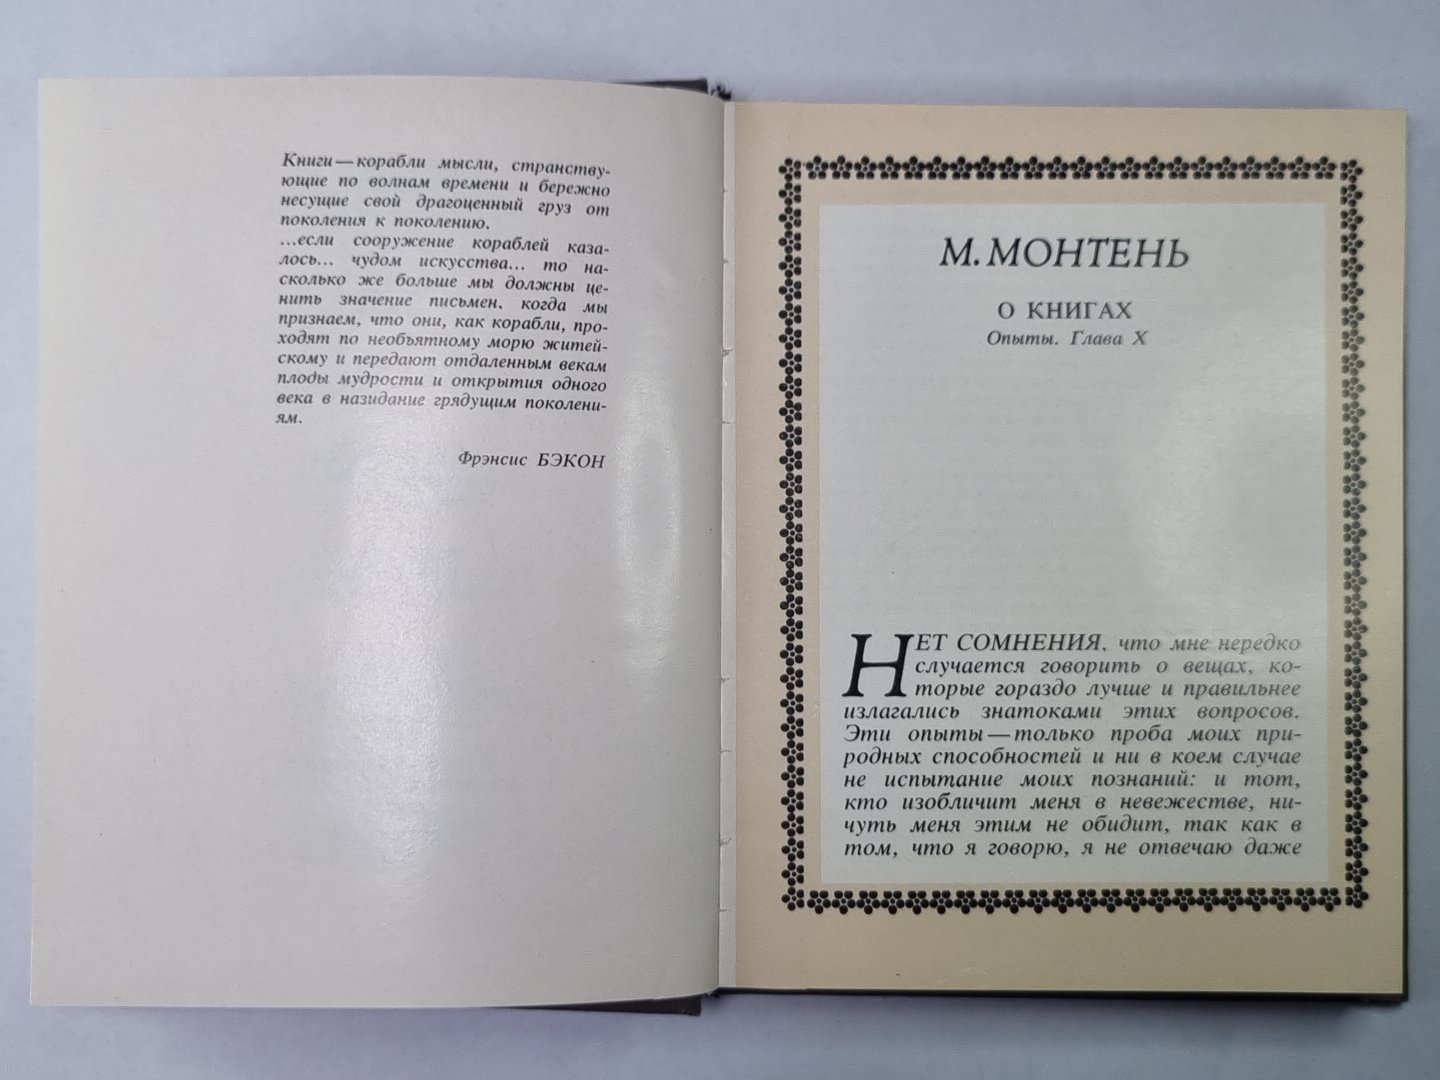 Книги — корабли мысли, странству-
ющие по волнам времени и бережно
несущие свой драгоценный груз от
поколения к поколению.
...если сооружение кораблей каза-
лось... чудом искусства... то на-
сколько же больше мы должны це-
нить значение письмен, когда мы
признаем, что они, как корабли, про-
ходят по необъятному морю житей-
скому и передают отдаленным векам
плоды мудрости и открытия одного
века в назидание грядущим поколени-
ям.
Фрэнсис БЭКОН
М. МОНТЕНЬ
О КНИГАХ
Опыты. Глава X
НЕТ СОМНЕНИЯ, что мне нередко
случается говорить о вещах, ко-
торые гораздо лучше и правильнее
излагались знатоками этих вопросов.
Эти опыты — только проба моих при-
родных способностей и ни в коем случае
не испытание моих познаний: и тот,
кто изобличит меня в невежестве, ни-
чуть меня этим не обидит, так как в
том, что я говорю, я не отвечаю даже